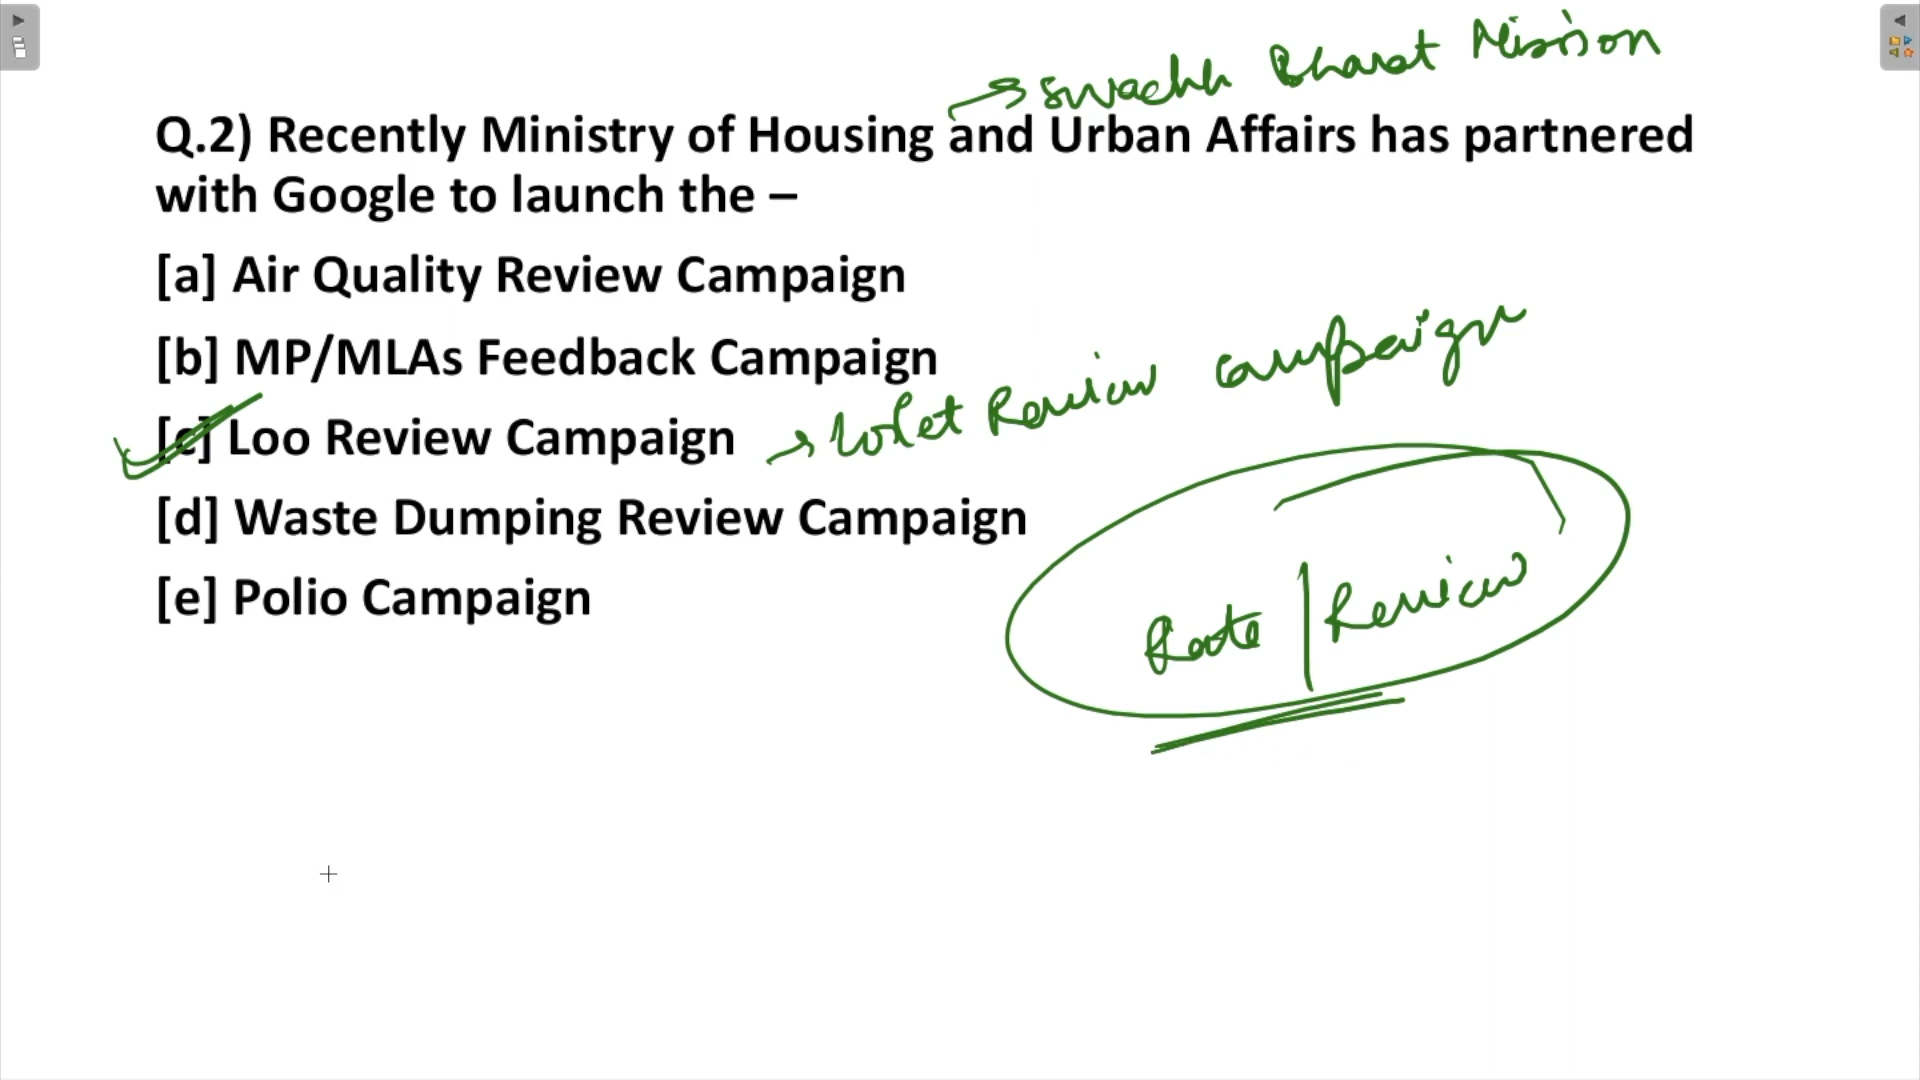 swachh Bharat Mission
Q.2) Recently Ministry of Housing and Urban Affairs has partnered
with Google to launch the –
[a] Air Quality Review Campaign
[b] MP/MLAs Feedback Campaign
[c] Loo Review Campaign
Toilet Review campaign
[d] Waste Dumping Review Campaign
[e] Polio Campaign
Rate | Review